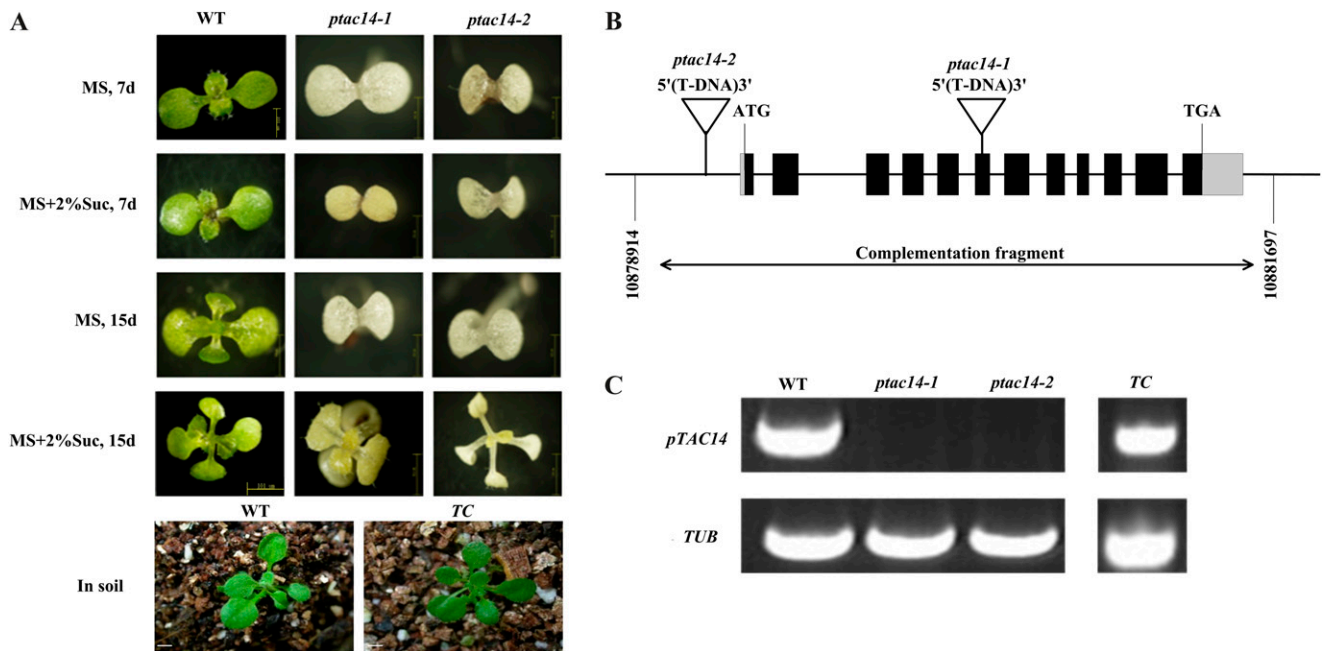 A
WT ptac14-1 ptac14-2
MS, 7d
MS+2%Suc, 7d
MS, 15d
MS+2%Suc, 15d
WT TC
In soil
B
ptac14-2 ptac14-1
5'(T-DNA)3' 5'(T-DNA)3'
ATG TGA
10878914
Complementation fragment
10881697
C
WT ptac14-1 ptac14-2 TC
pTAC14
TUB